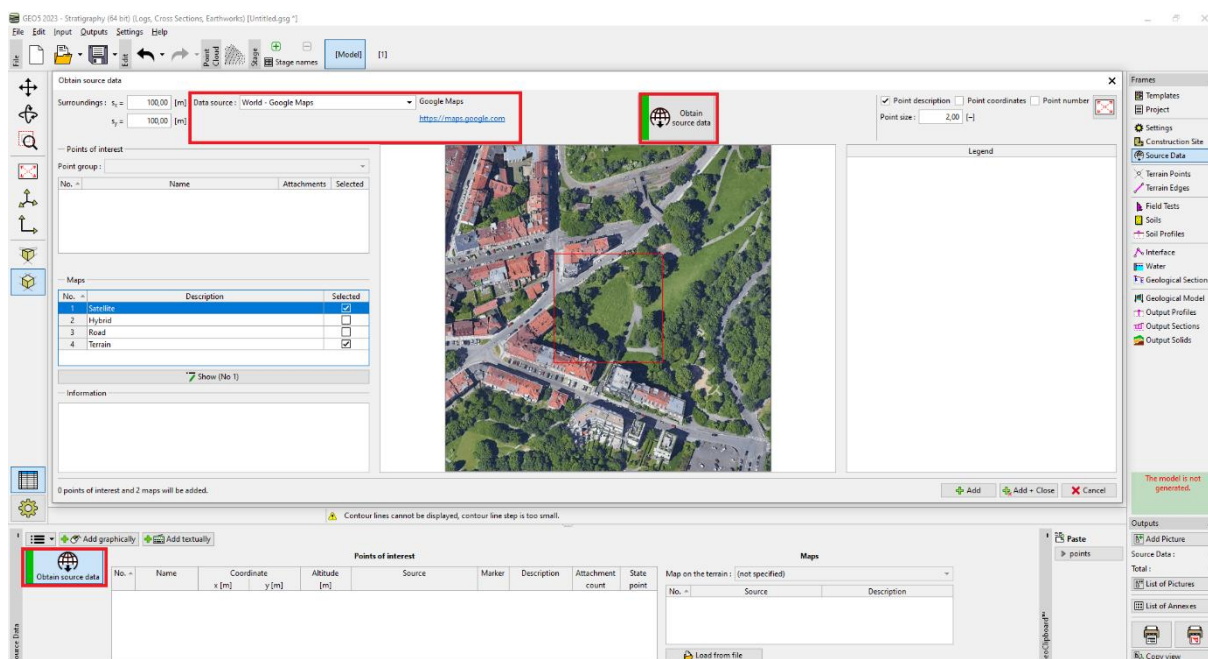 GEO5 2023 - Stratigraphy (64 bit) (Logs, Cross Sections, Earthworks) [Untitled.gsg *]
File Edit Input Outputs Settings Help
File
Edit
Point Cloud
Stage
Stage names
[Model]
[1]
Obtain source data
Surroundings : sx = 100,00 [m] Data source : World - Google Maps Google Maps
sy = 100,00 [m] https://maps.google.com
Obtain
source data
Point description Point coordinates Point number
Point size : 2,00 [–]
Points of interest
Point group :
No. Name Attachments Selected
Maps
No. Description Selected
1 Satellite
2 Hybrid
3 Road
4 Terrain
Show (No 1)
Information
Legend
0 points of interest and 2 maps will be added.
Add Add + Close Cancel
Frames
Templates
Project
Settings
Construction Site
Source Data
Terrain Points
Terrain Edges
Field Tests
Soils
Soil Profiles
Interface
Water
Geological Section
Geological Model
Output Profiles
Output Sections
Output Solids
The model is not
generated.
Contour lines cannot be displayed, contour line step is too small.
Add graphically Add textually
Obtain source data
Points of interest
No. Name Coordinate Altitude Source Marker Description Attachment State
x [m] y [m] [m] count point
Maps
Map on the terrain : (not specified)
No. Source Description
Load from file
Source Data
GeoClipboard™
Paste
points
Outputs
Add Picture
Source Data :
Total :
List of Pictures
List of Annexes
Copy view